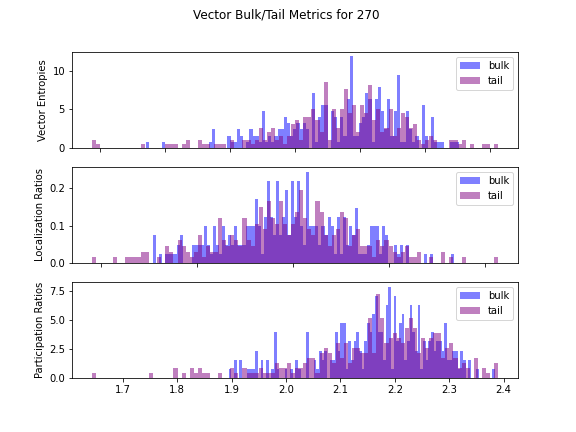 Vector Bulk/Tail Metrics for 270
Vector Entropies
10
5
0
bulk
tail
Localization Ratios
0.2
0.1
0.0
bulk
tail
Participation Ratios
7.5
5.0
2.5
0.0
bulk
tail
1.7 1.8 1.9 2.0 2.1 2.2 2.3 2.4